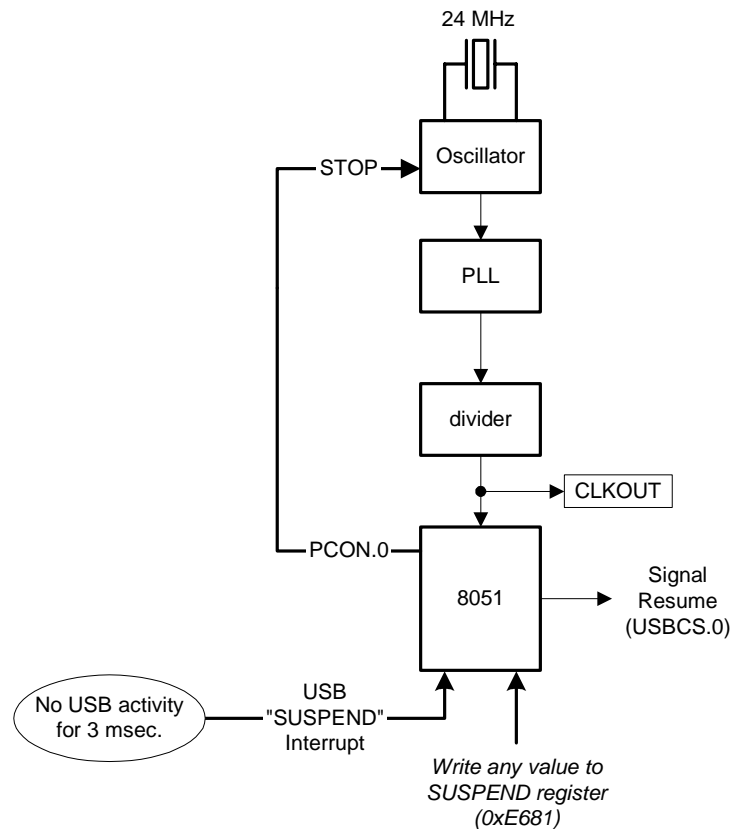 24 MHz
Oscillator
STOP
PLL
divider
CLKOUT
PCON.0
8051
Signal
Resume
(USBCS.0)
No USB activity
for 3 msec.
USB
"SUSPEND"
Interrupt
Write any value to
SUSPEND register
(0xE681)